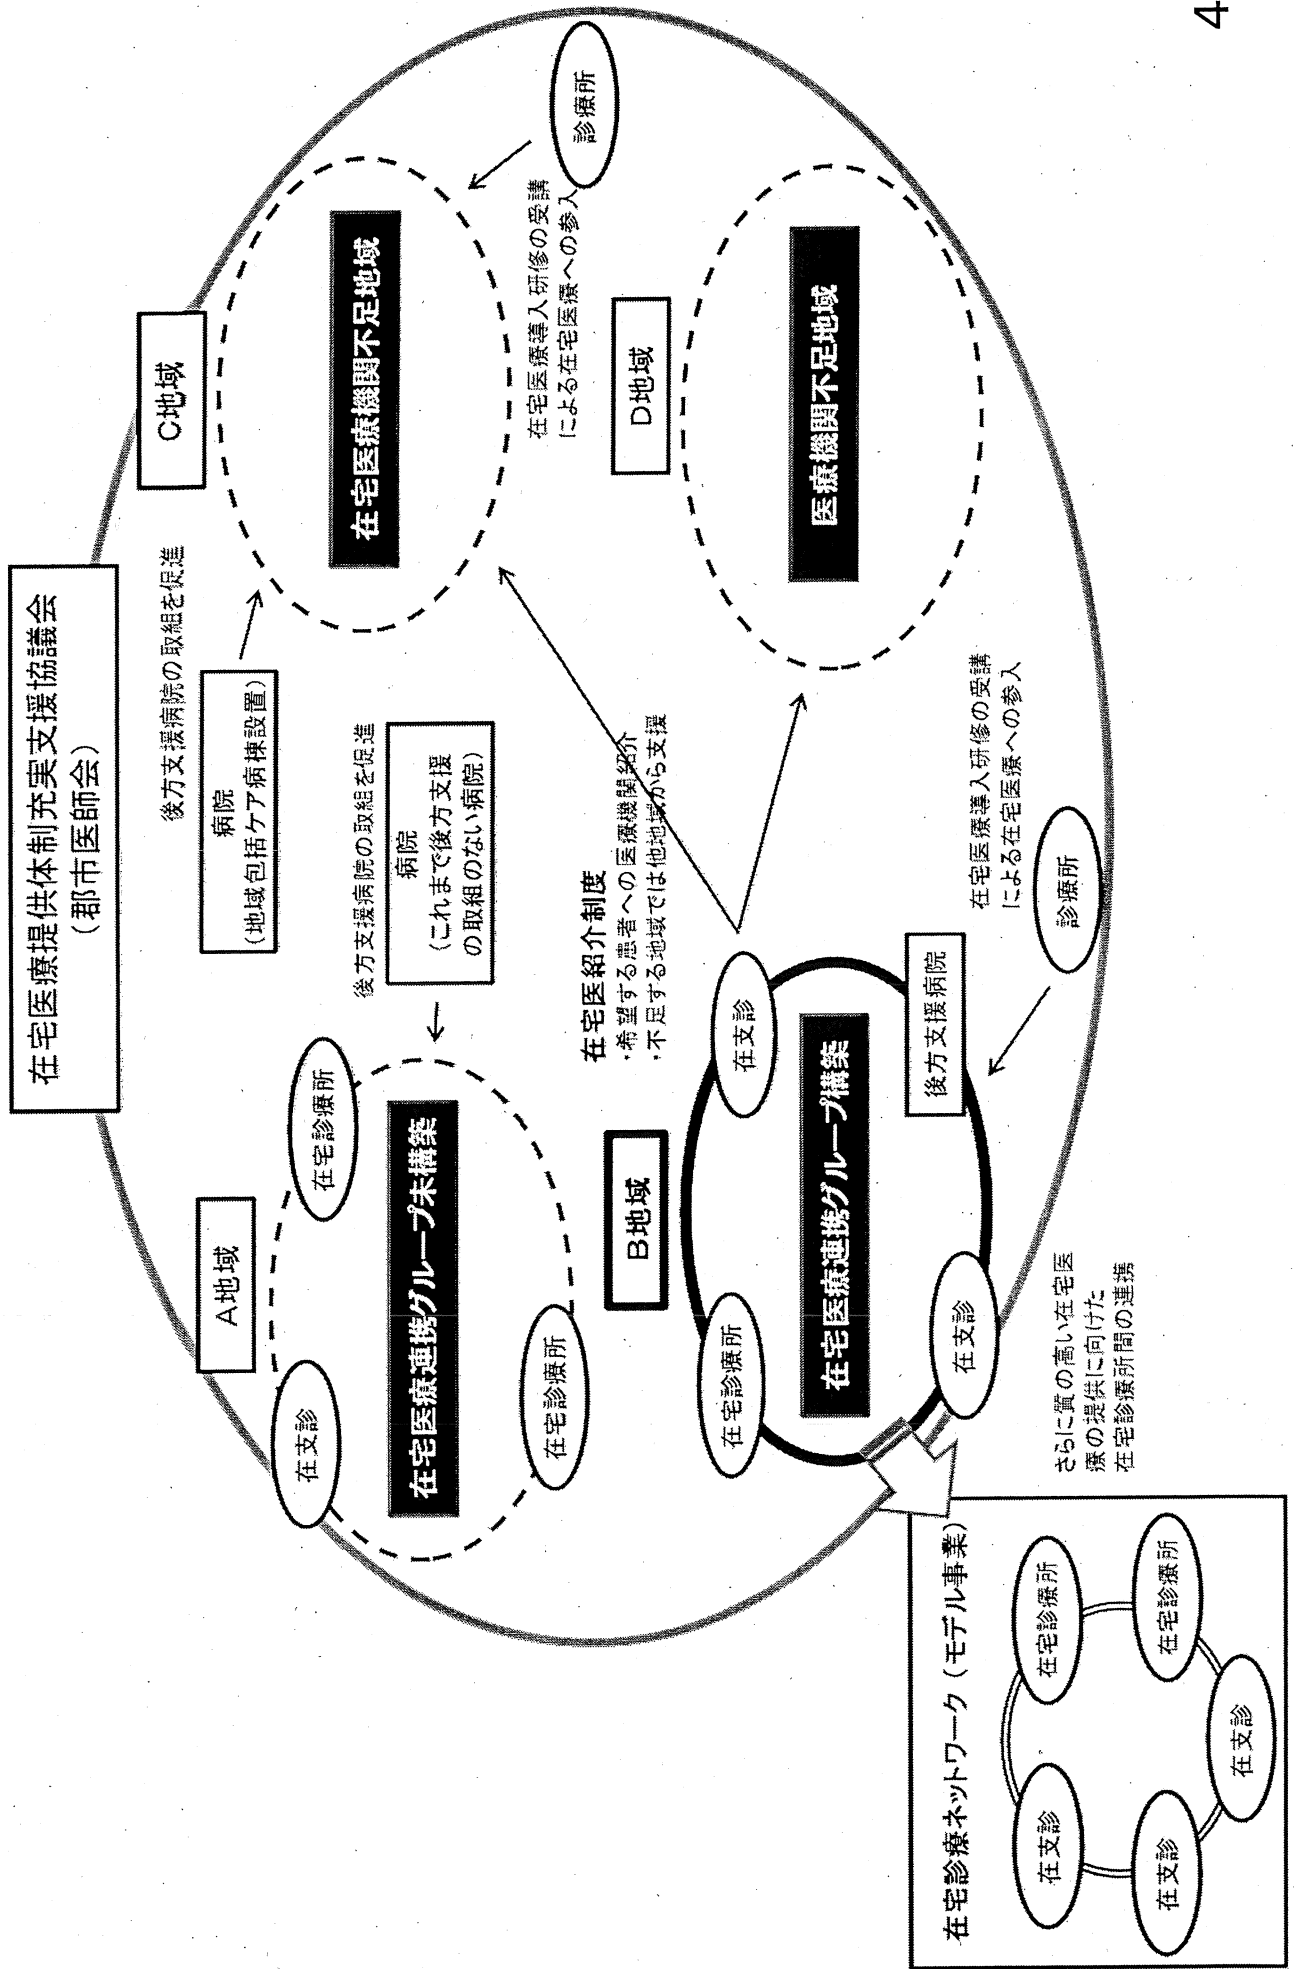 在宅医療提供体制充実支援協議会
（郡市医師会）
A地域
在支診
在宅診療所
在宅医療連携グループ未構築
在宅診療所
後方支援病院の取組を促進
病院
（地域包括ケア病棟設置）
後方支援病院の取組を促進
病院
（これまで後方支援
の取組のない病院）
C地域
在宅医療機関不足地域
在宅医療導入研修の受講
による在宅医療への参入
診療所
B地域
在宅診療所
在支診
在宅医療連携グループ構築
在支診
後方支援病院
在宅医紹介制度
・希望する患者への医療機関紹介
・不足する地域では他地域から支援
D地域
医療機関不足地域
在宅医療導入研修の受講
による在宅医療への参入
診療所
さらに質の高い在宅医
療の提供に向けた
在宅診療所間の連携
在宅診療ネットワーク（モデル事業）
在支診
在宅診療所
在支診
在宅診療所
在支診
4